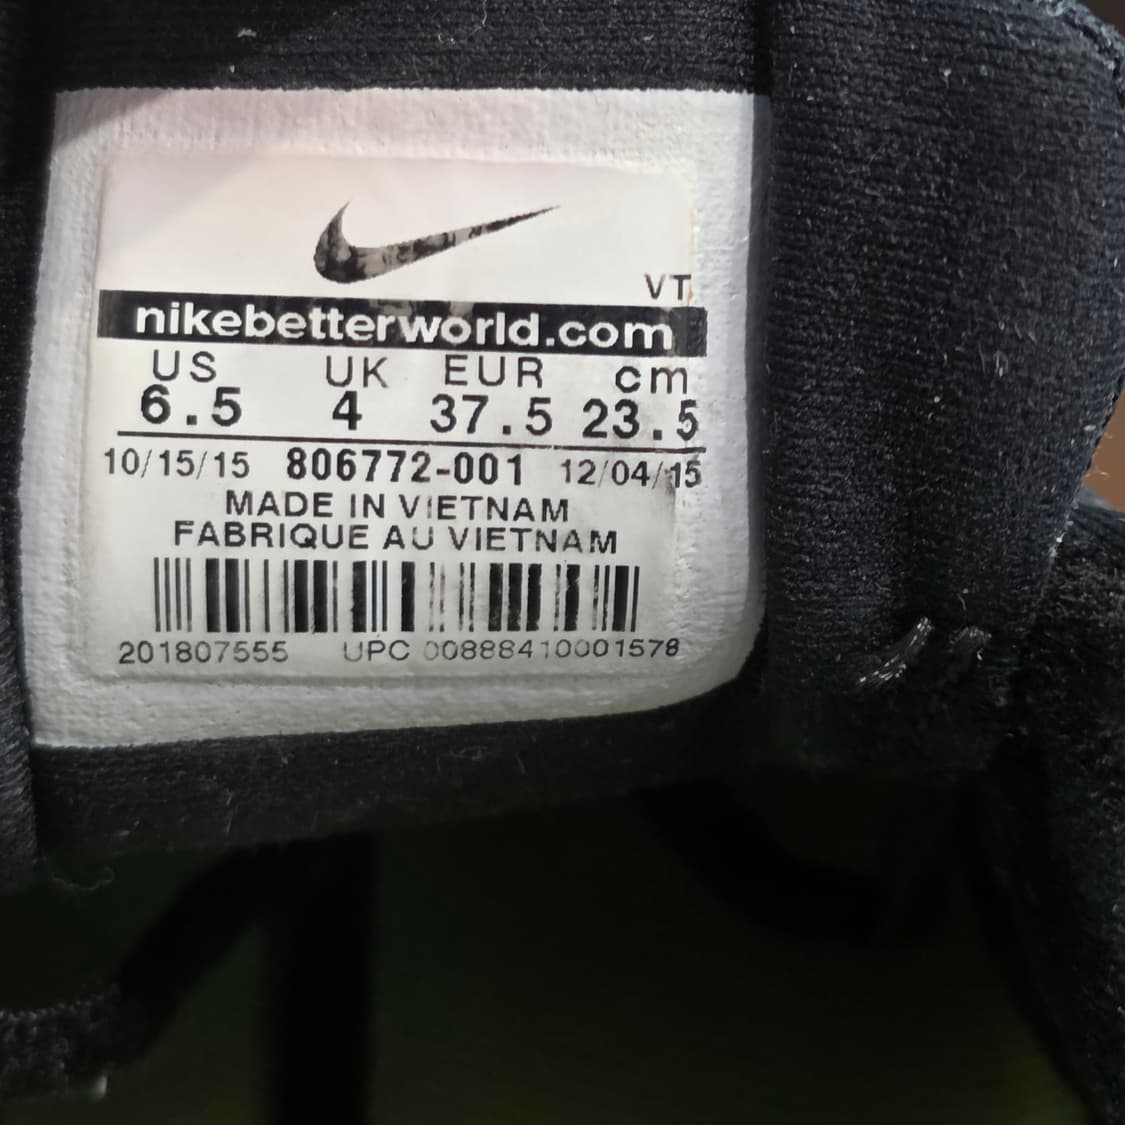 VT
nikebetterworld.com
US UK EUR cm
6.5 4 37.5 23.5
10/15/15 806772-001 12/04/15
MADE IN VIETNAM
FABRIQUE AU VIETNAM
201807555 UPC 00888410001578